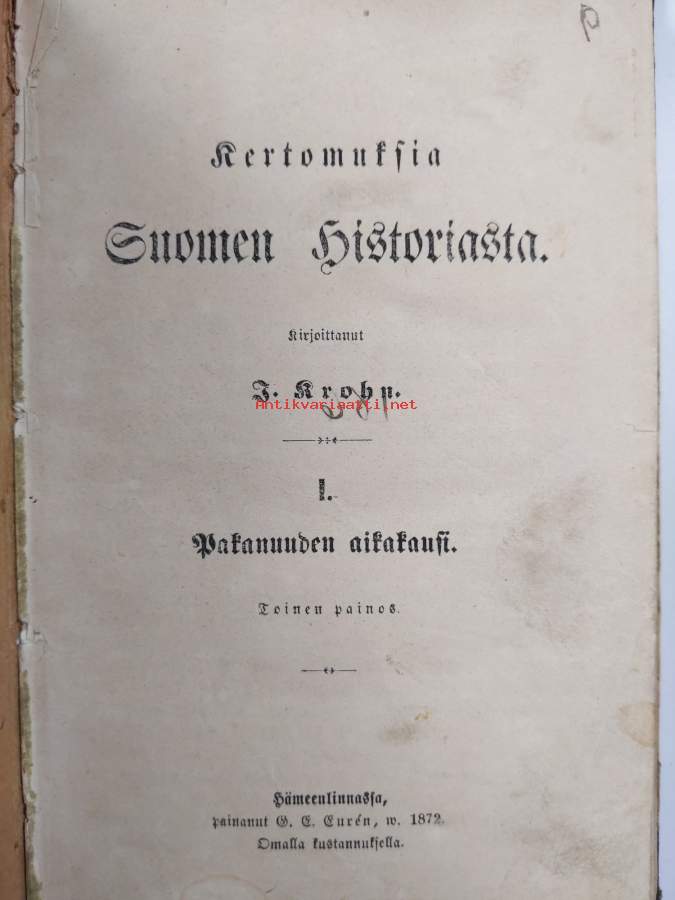 Kertomuksia
Suomen Historiasta.
Kirjoittanut
J. Krohn.
Antikvariaatti.net
I.
Pakanuuden aikakausi.
Toinen painos.
Hämeenlinnassa,
painanut G. E. Eurén, w. 1872.
Omalla kustannuksella.